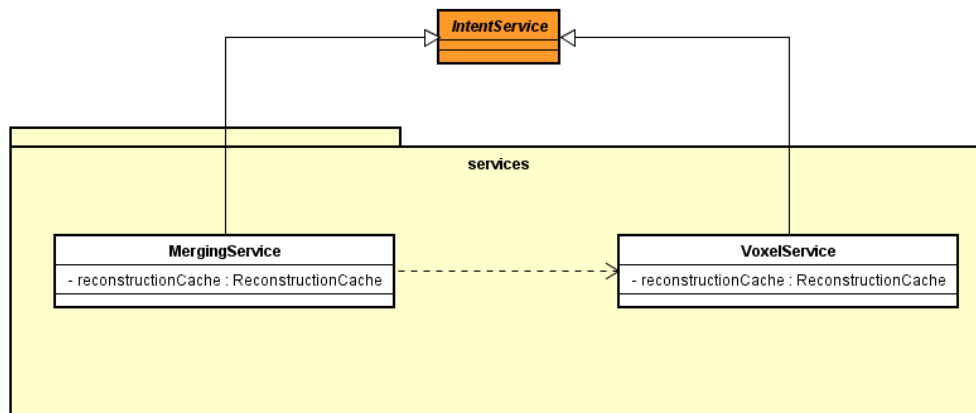 IntentService
services
MergingService
- reconstructionCache : ReconstructionCache
VoxelService
- reconstructionCache : ReconstructionCache